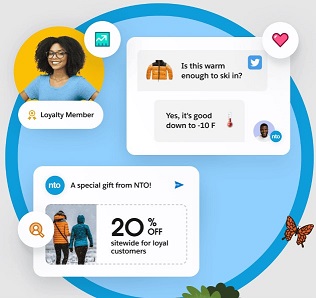 Is this warm
enough to ski in?
Loyalty Member
Yes, it's good
down to -10 F
nto
nto
A special gift from NTO!
20% OFF
sitewide for loyal
customers